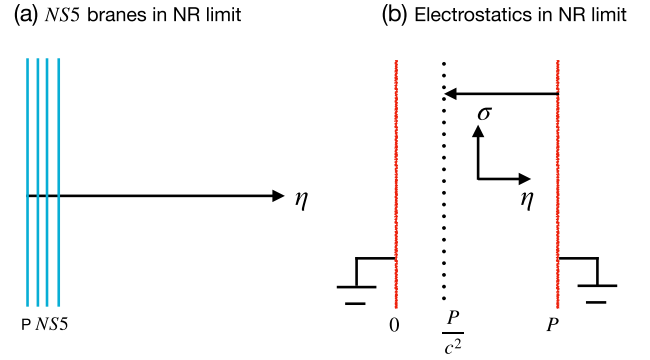 (a) NS5 branes in NR limit
η
P NS5
(b) Electrostatics in NR limit
σ
η
0
P/c²
P